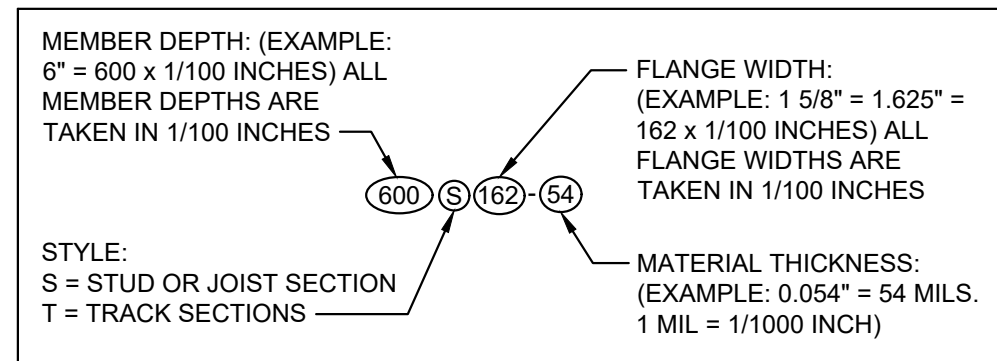 MEMBER DEPTH: (EXAMPLE:
6" = 600 x 1/100 INCHES) ALL
MEMBER DEPTHS ARE
TAKEN IN 1/100 INCHES
FLANGE WIDTH:
(EXAMPLE: 1 5/8" = 1.625" =
162 x 1/100 INCHES) ALL
FLANGE WIDTHS ARE
TAKEN IN 1/100 INCHES
600 S 162 - 54
STYLE:
S = STUD OR JOIST SECTION
T = TRACK SECTIONS
MATERIAL THICKNESS:
(EXAMPLE: 0.054" = 54 MILS.
1 MIL = 1/1000 INCH)